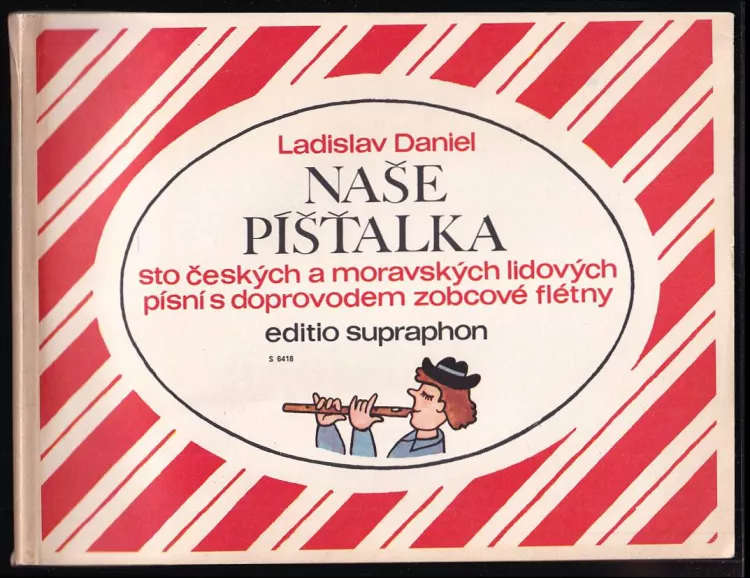 Ladislav Daniel
NAŠE
PÍŠŤALKA
sto českých a moravských lidových
písní s doprovodem zobcové flétny
editio supraphon
S 6418